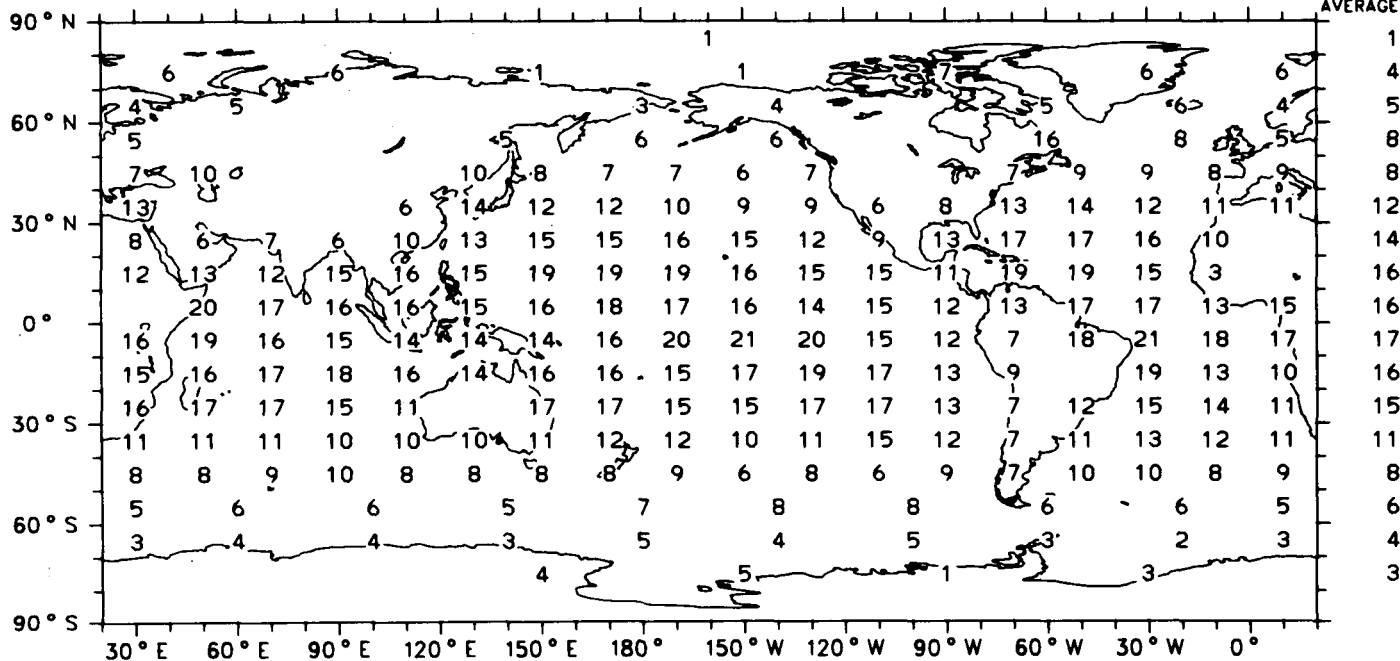 AVERAGE
90° N 1 1
6 6 1 1 7 6 6 4
4 5 3 4 5 6 4 5
60° N
5 5 6 6 16 8 5 8
7 10 10 8 7 7 6 7 7 9 9 8 9 8
13 6 14 12 12 10 9 9 6 8 13 14 12 11 11 12
30° N
8 6 7 6 10 13 15 15 16 15 12 9 13 17 17 16 10 14
12 13 12 15 16 15 19 19 19 16 15 15 11 19 19 15 3 16
20 17 16 16 15 16 18 17 16 14 15 12 13 17 17 13 15 16
0°
16 19 16 15 14 14 14 16 20 21 20 15 12 7 18 21 18 17 17
15 16 17 18 16 14 16 16 15 17 19 17 13 9 19 13 10 16
16 17 17 15 11 17 17 15 15 17 17 13 7 12 15 14 11 15
30° S
11 11 11 10 10 10 11 12 12 10 11 15 12 7 11 13 12 11 11
8 8 9 10 8 8 8 8 9 6 8 6 9 7 10 10 8 9 8
5 6 6 5 7 8 8 6 6 5 6
60° S
3 4 4 3 5 4 5 3 2 3 4
4 5 1 3 3
90° S
30° E 60° E 90° E 120° E 150° E 180° 150° W 120° W 90° W 60° W 30° W 0°